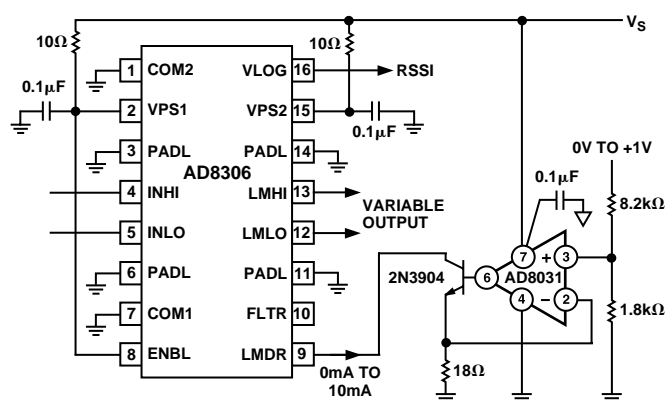 VS
10Ω
10Ω
1 COM2 VLOG 16 RSSI
0.1μF
2 VPS1 VPS2 15
0.1μF
3 PADL PADL 14
AD8306
4 INHI LMHI 13
VARIABLE
OUTPUT
5 INLO LMLO 12
6 PADL PADL 11
7 COM1 FLTR 10
8 ENBL LMDR 9
0mA TO
10mA
0V TO +1V
0.1μF
8.2kΩ
7 + 3
2N3904 6 AD8031
4 – 2
1.8kΩ
18Ω